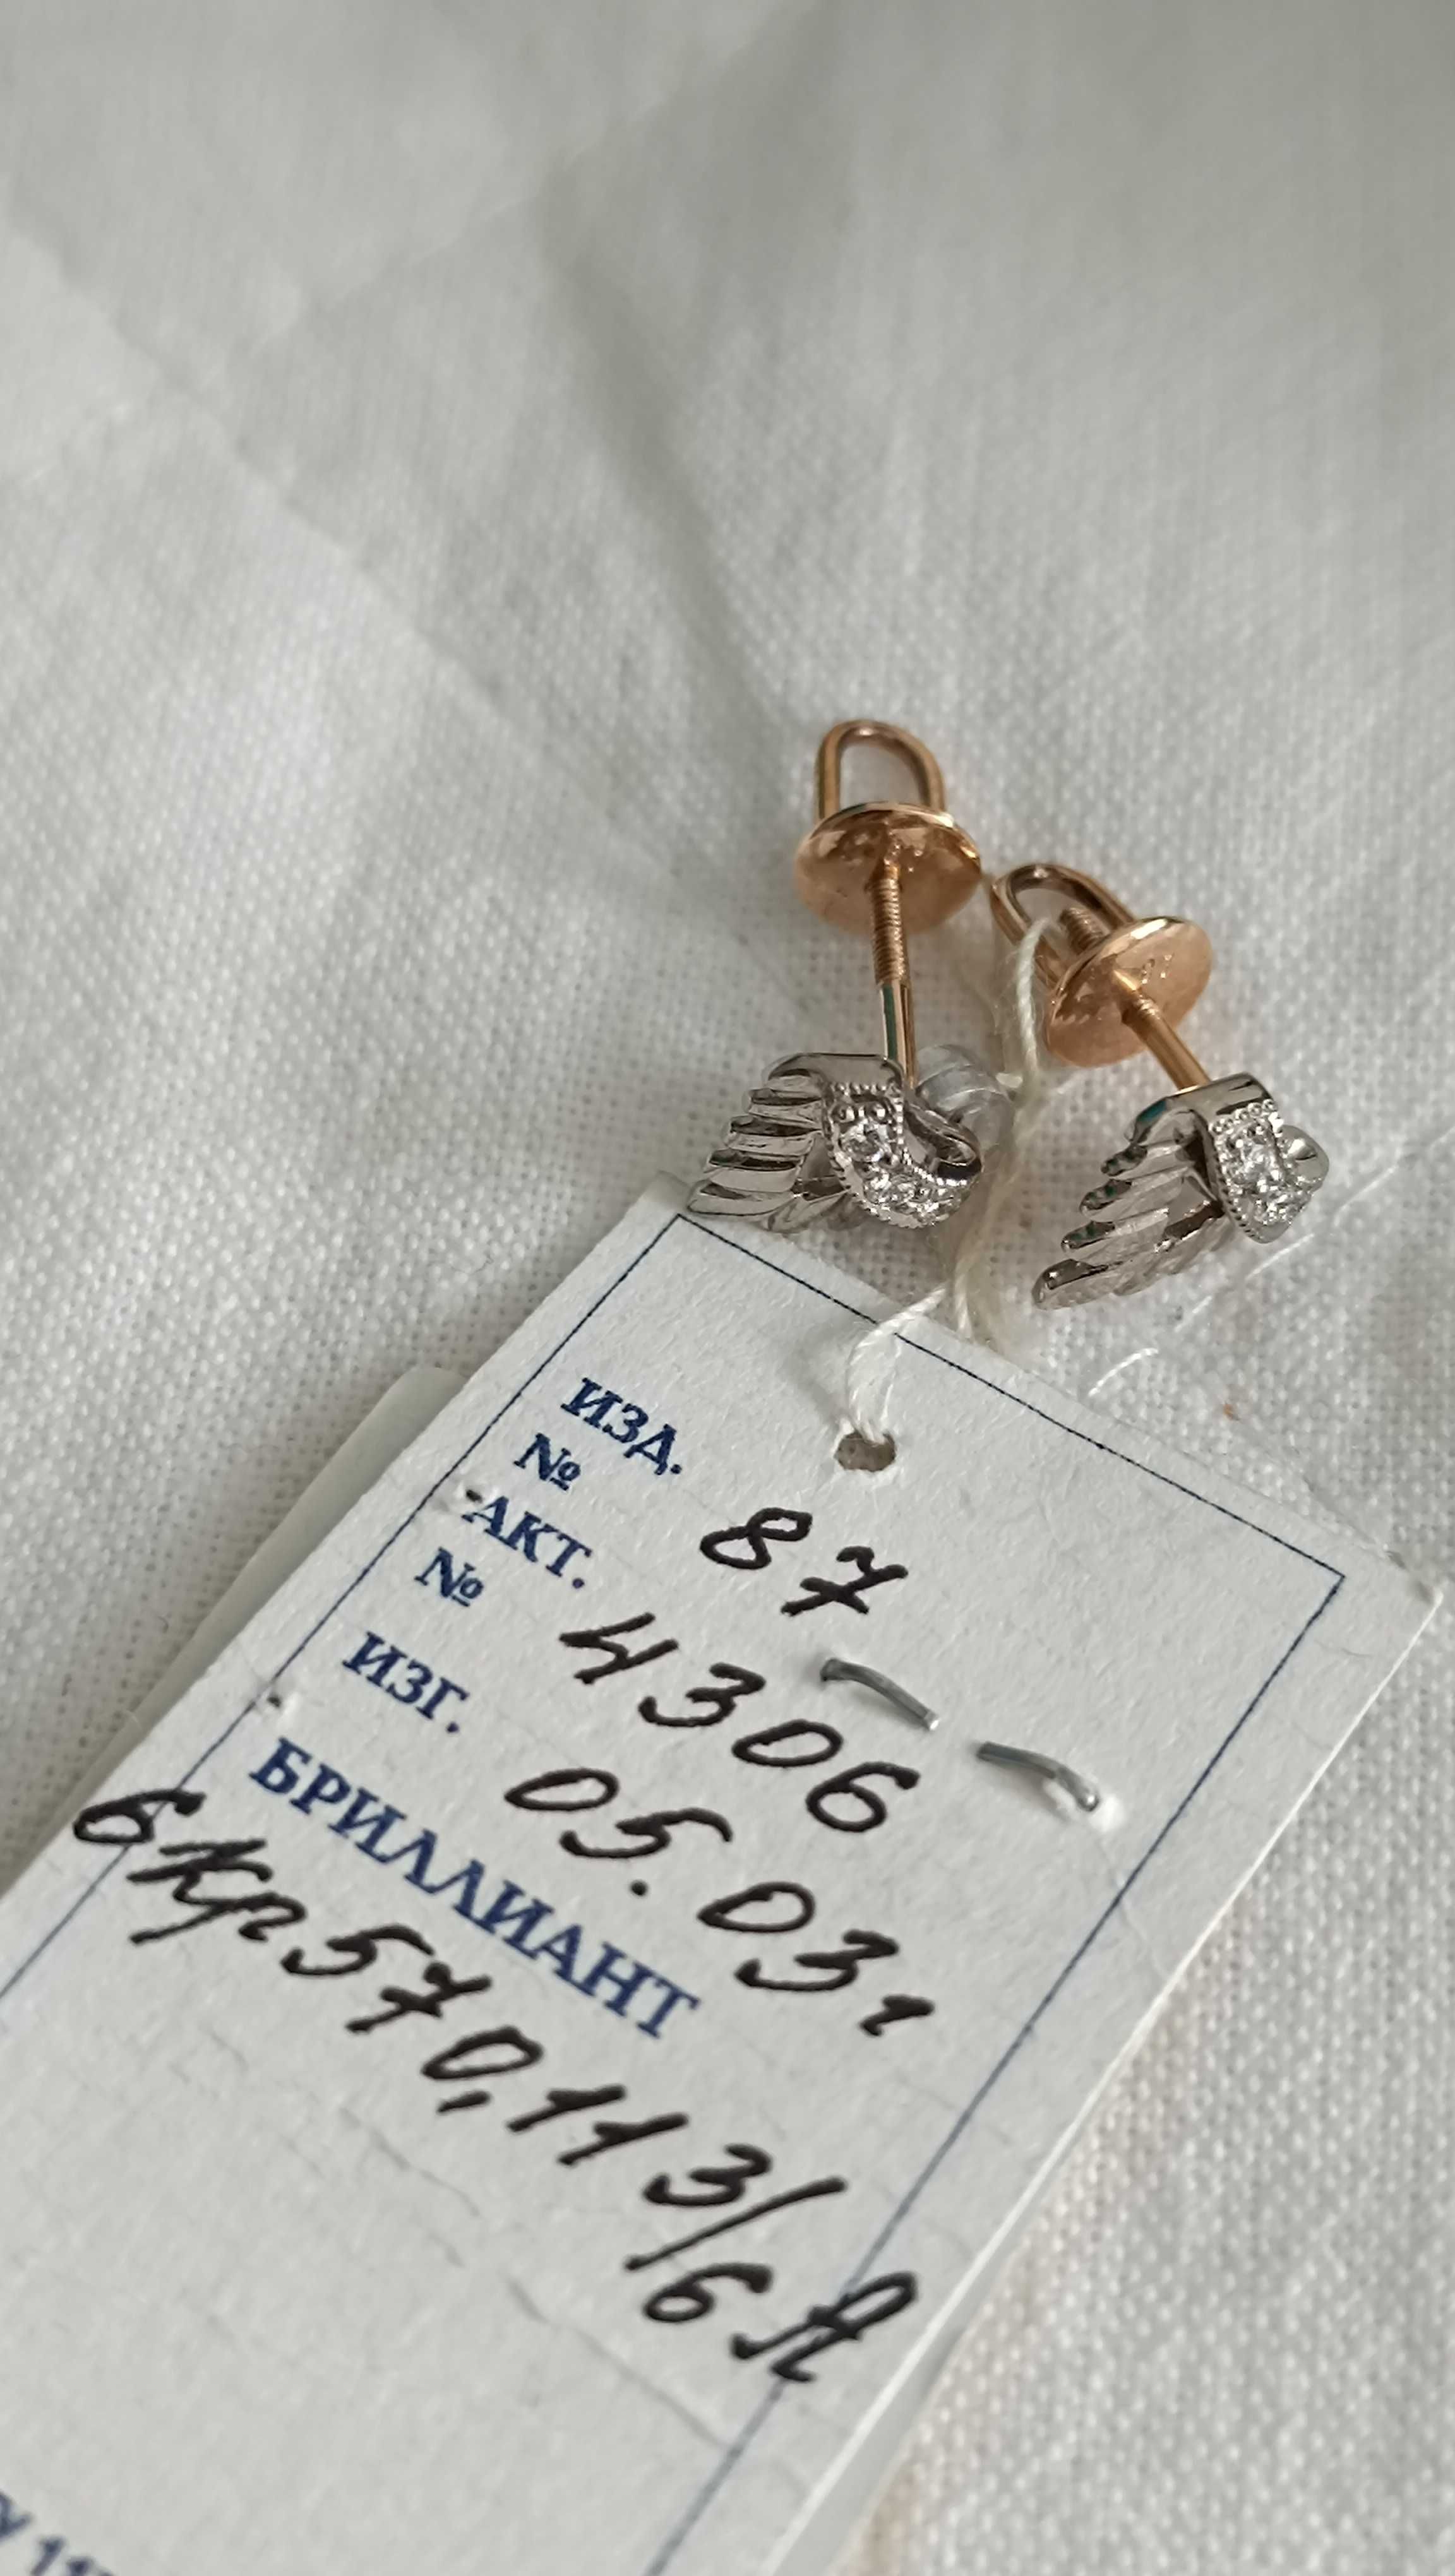 ИЗД.
№ 87
АКТ.
№ 4306
ИЗГ. 05.03г
БРИЛЛИАНТ
6Кр57 0,113/
6А